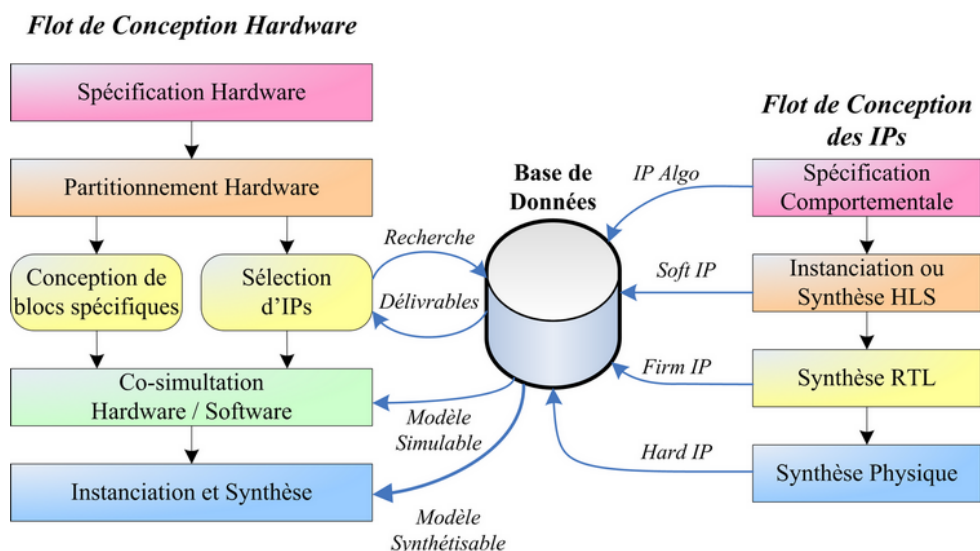 Flot de Conception Hardware
Spécification Hardware
Partitionnement Hardware
Conception de
blocs spécifiques
Sélection
d'IPs
Co-simultation
Hardware / Software
Instanciation et Synthèse
Recherche
Délivrables
Modèle
Simulable
Modèle
Synthétisable
Base de
Données
IP Algo
Soft IP
Firm IP
Hard IP
Flot de Conception
des IPs
Spécification
Comportementale
Instanciation ou
Synthèse HLS
Synthèse RTL
Synthèse Physique